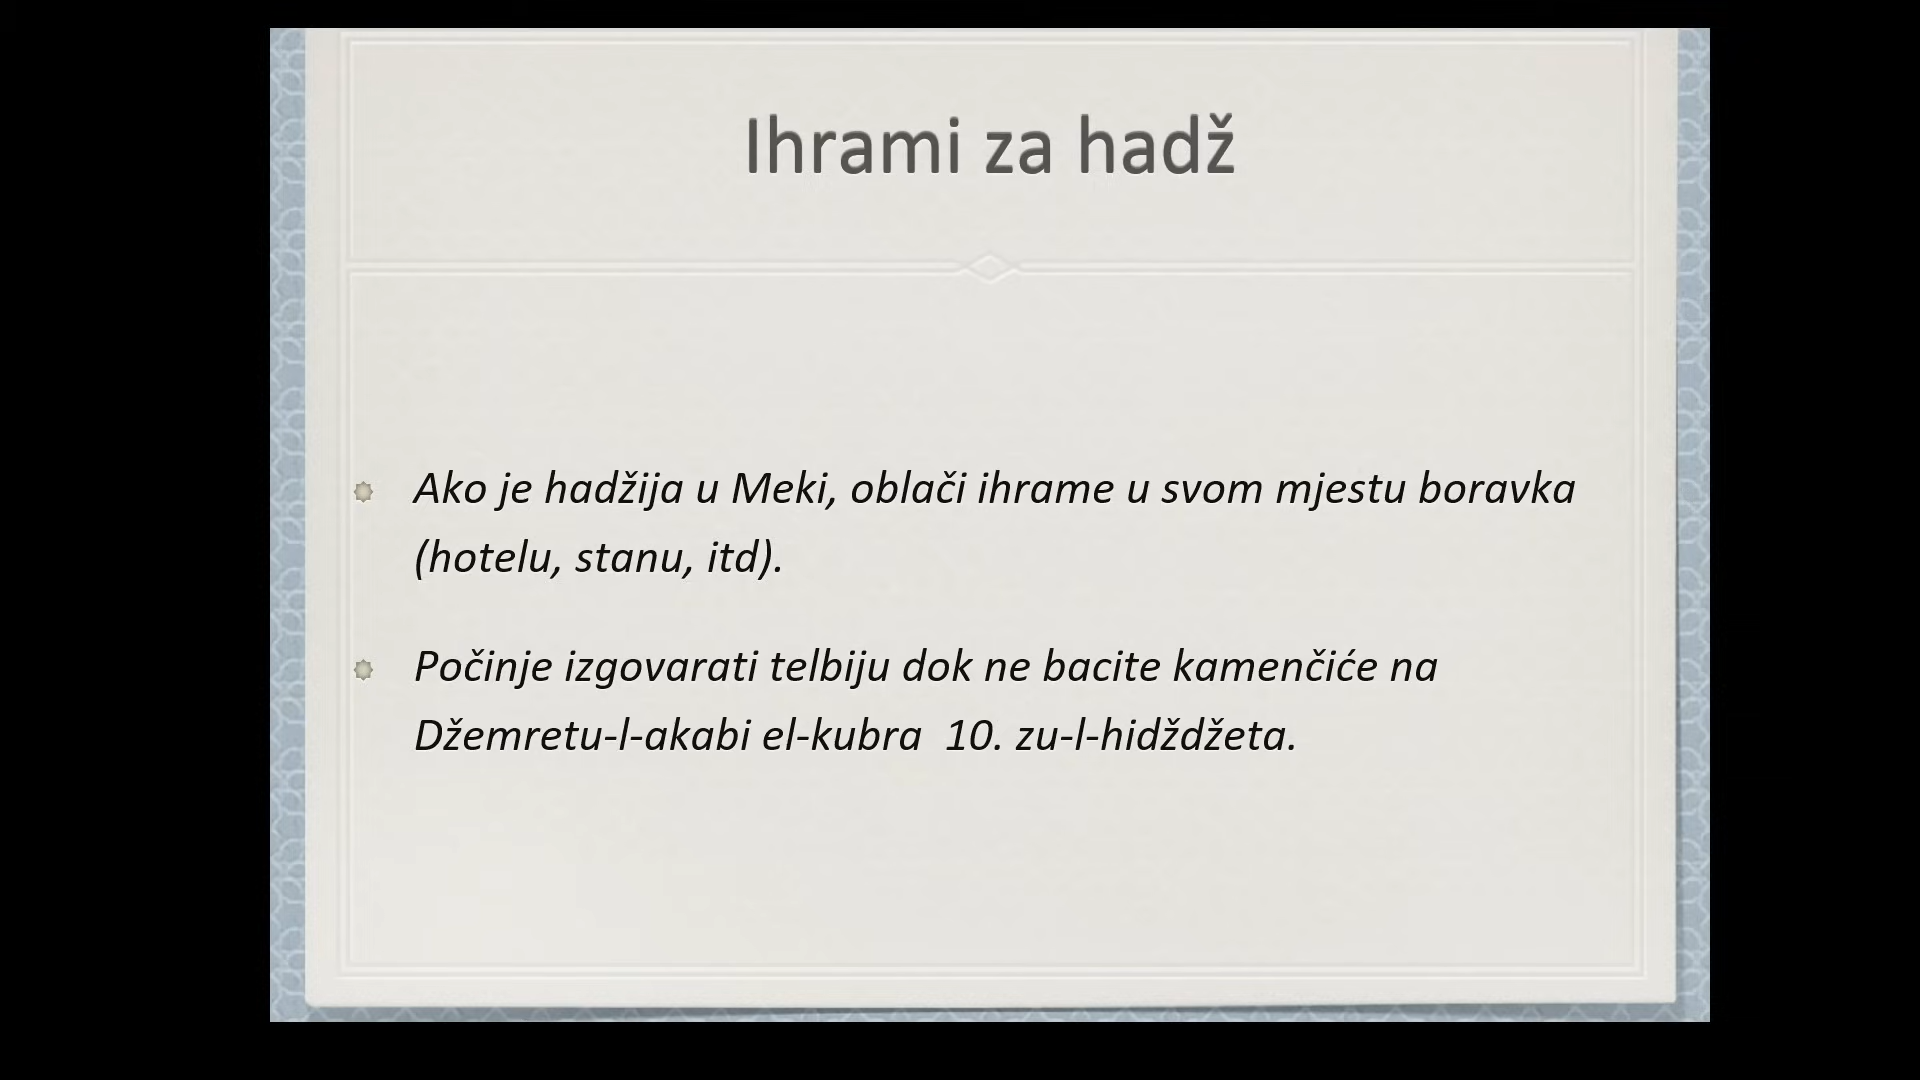 Ihrami za hadž
Ako je hadžija u Meki, oblači ihrame u svom mjestu boravka
(hotelu, stanu, itd).
Počinje izgovarati telbiju dok ne bacite kamenčiće na
Džemretu-l-akabi el-kubra  10. zu-l-hidždžeta.